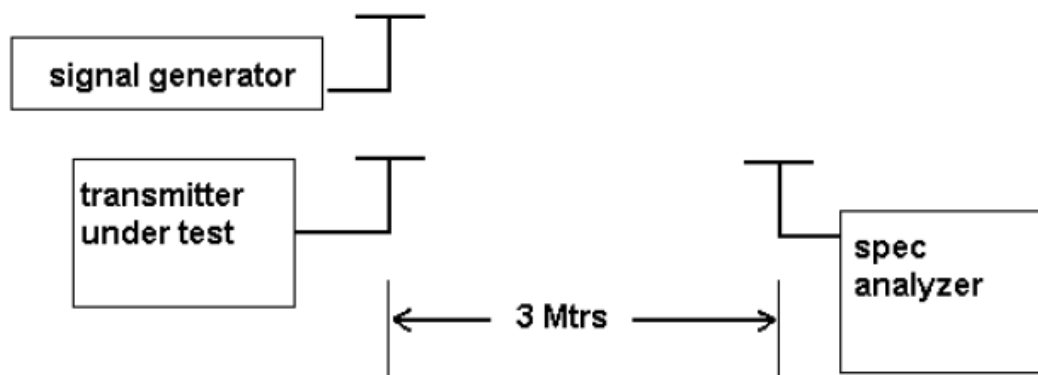 signal generator
transmitter
under test
spec
analyzer
3 Mtrs